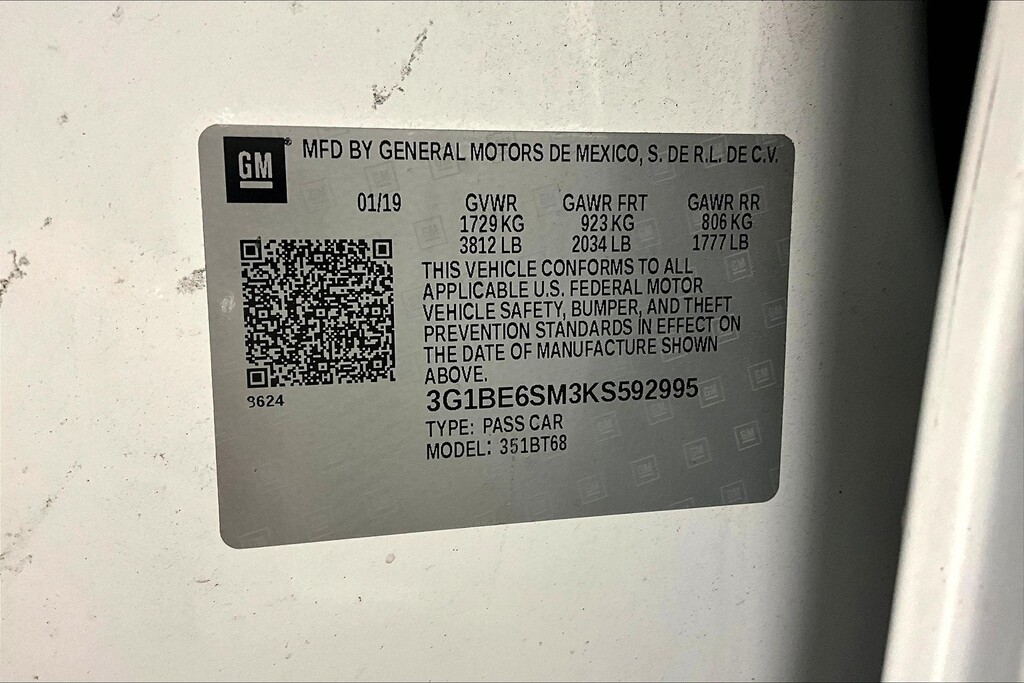 GM ® MFD BY GENERAL MOTORS DE MEXICO, S. DE R.L. DE C.V.
01/19 GVWR GAWR FRT GAWR RR
1729 KG 923 KG 806 KG
3812 LB 2034 LB 1777 LB
THIS VEHICLE CONFORMS TO ALL
APPLICABLE U.S. FEDERAL MOTOR
VEHICLE SAFETY, BUMPER, AND THEFT
PREVENTION STANDARDS IN EFFECT ON
THE DATE OF MANUFACTURE SHOWN
ABOVE.
3G1BE6SM3KS592995
TYPE: PASS CAR
MODEL: 351BT68
3624